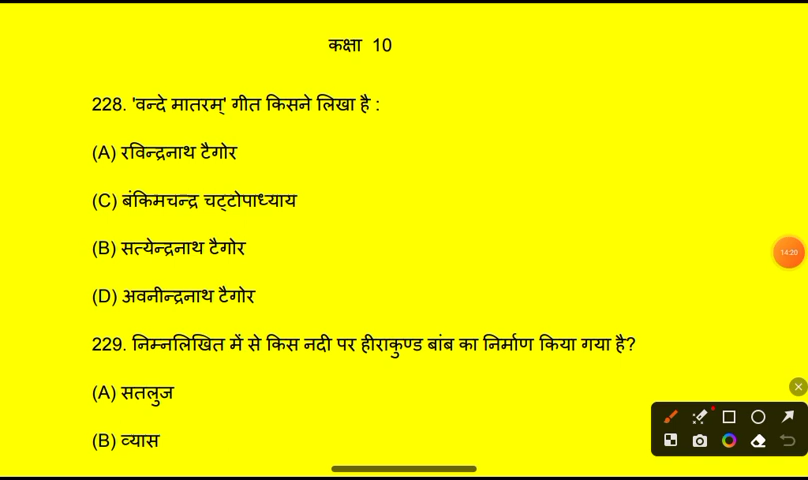 कक्षा 10
228. 'वन्दे मातरम्' गीत किसने लिखा है :
(A) रविन्द्रनाथ टैगोर
(C) बंकिमचन्द्र चट्टोपाध्याय
(B) सत्येन्द्रनाथ टैगोर
(D) अवनीन्द्रनाथ टैगोर
229. निम्नलिखित में से किस नदी पर हीराकुण्ड बांब का निर्माण किया गया है?
(A) सतलुज
(B) व्यास
14:20